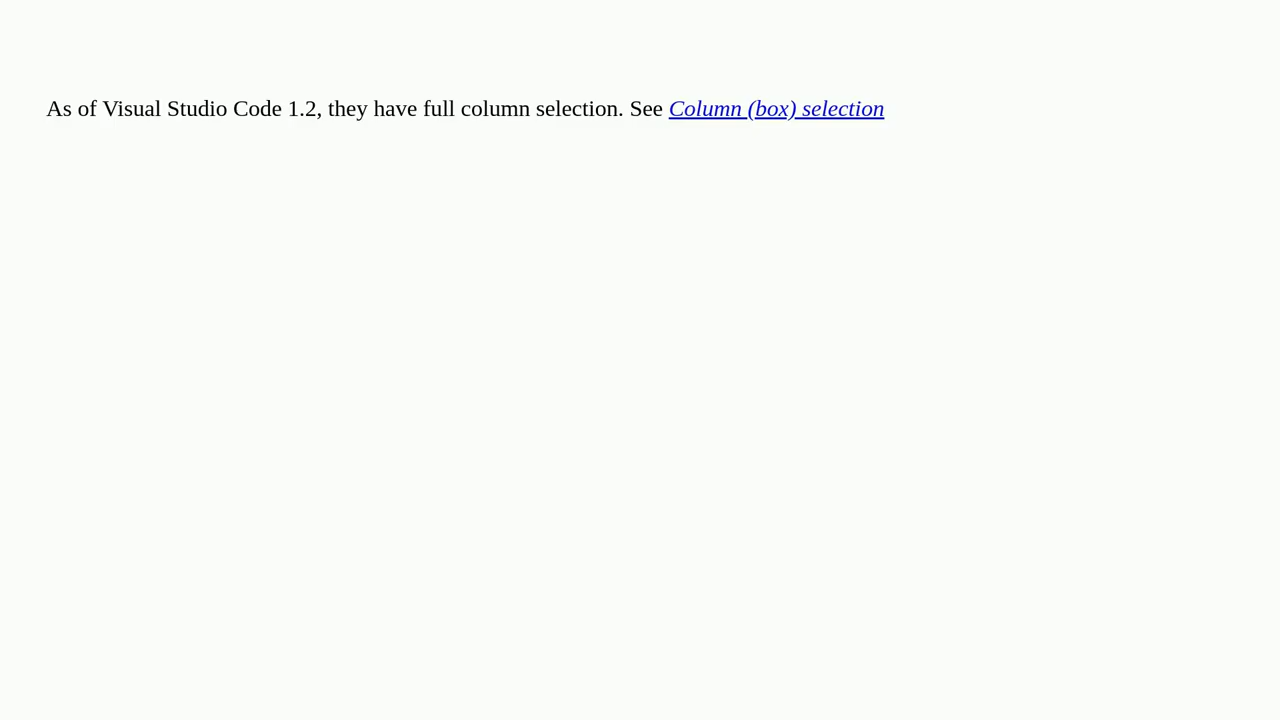 As of Visual Studio Code 1.2, they have full column selection. See Column (box) selection